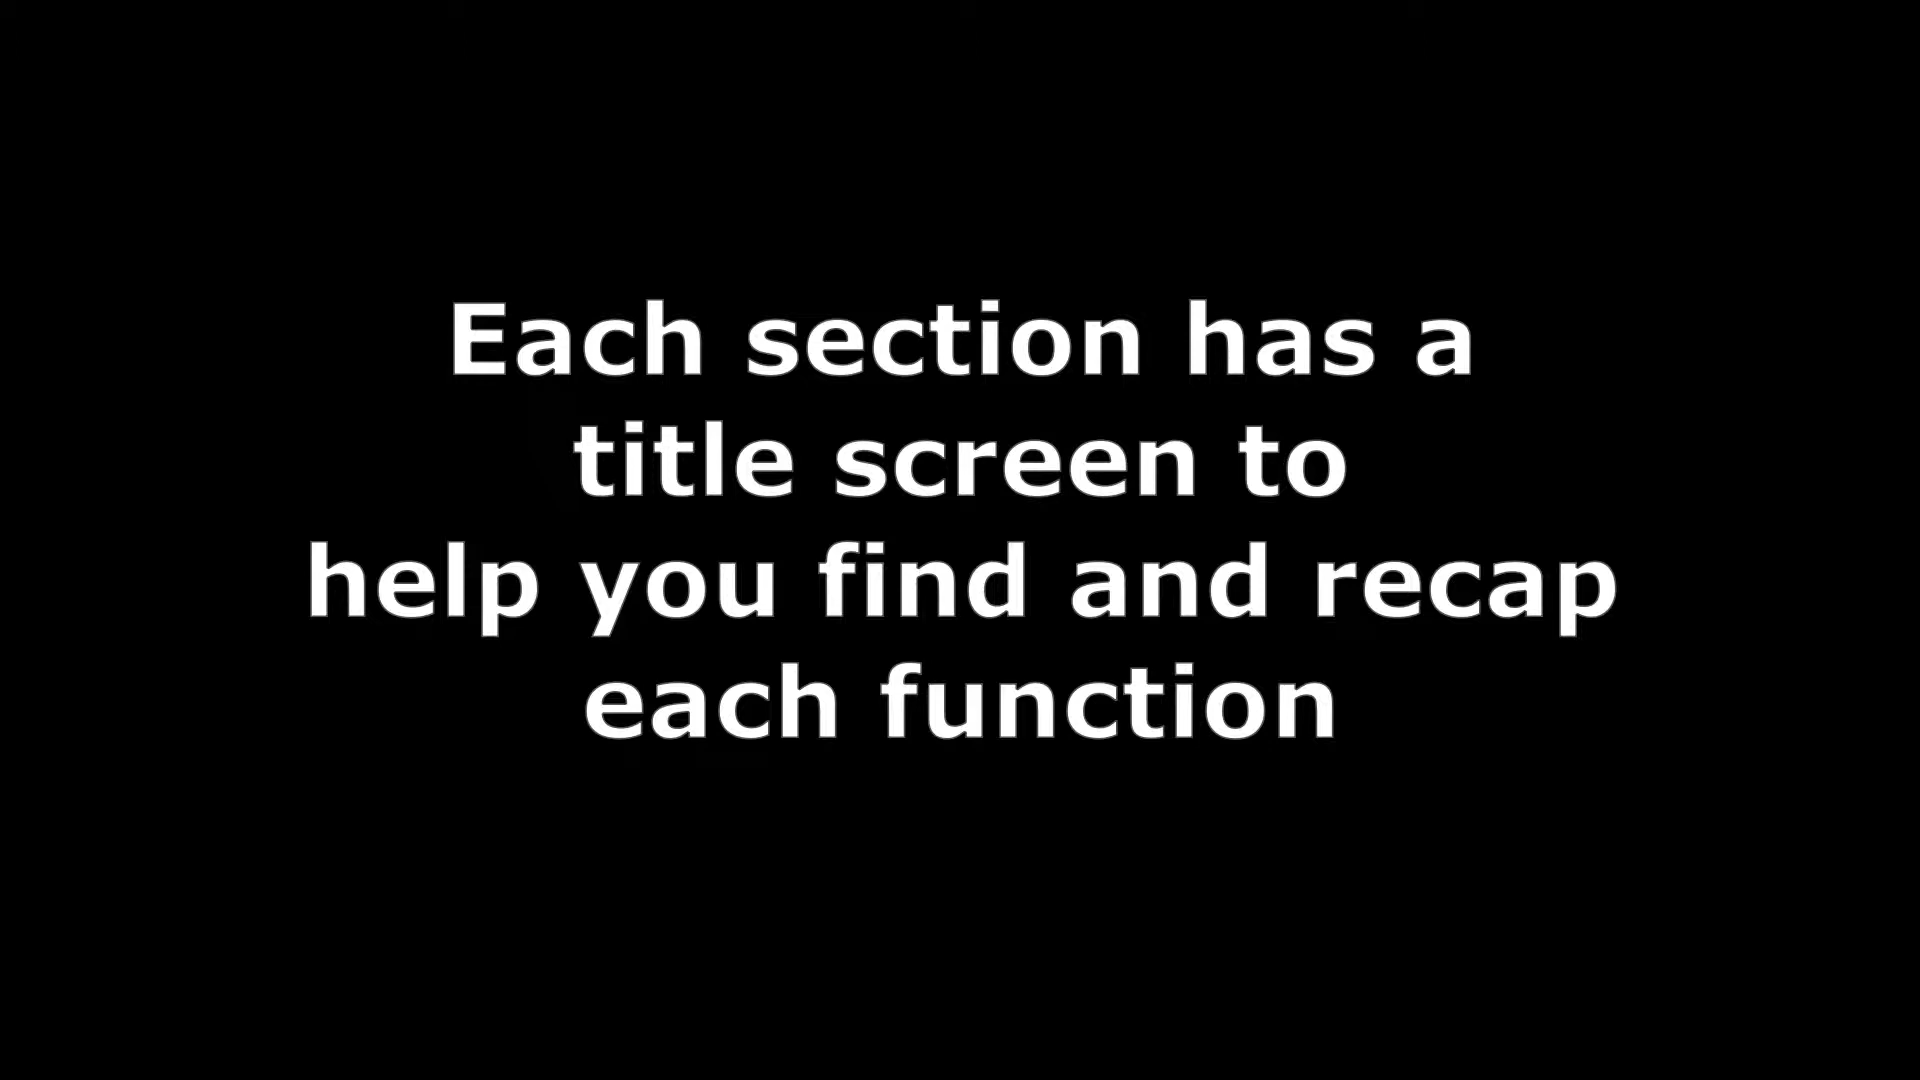 Each section has a
title screen to
help you find and recap
each function